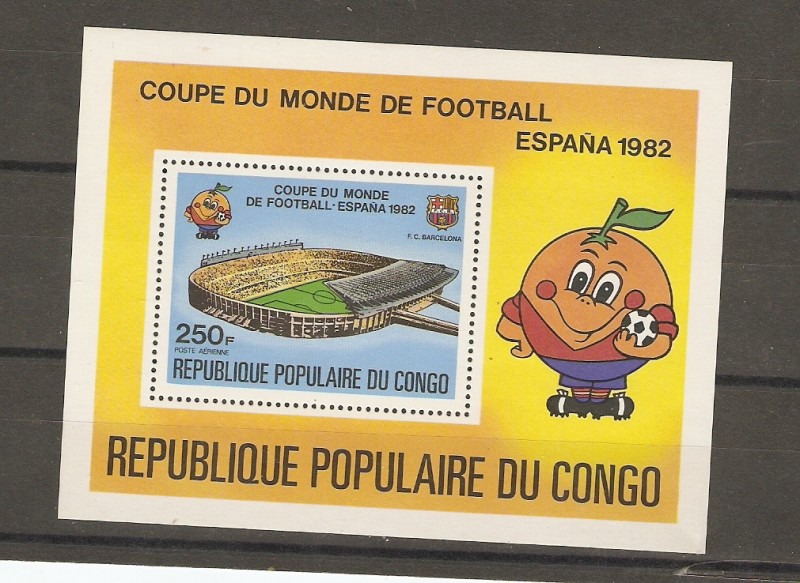 COUPE DU MONDE DE FOOTBALL
ESPAÑA 1982
COUPE DU MONDE
DE FOOTBALL-ESPAÑA 1982
F.C. BARCELONA
250F
POSTE AÉRIENNE
REPUBLIQUE POPULAIRE DU CONGO
REPUBLIQUE POPULAIRE DU CONGO